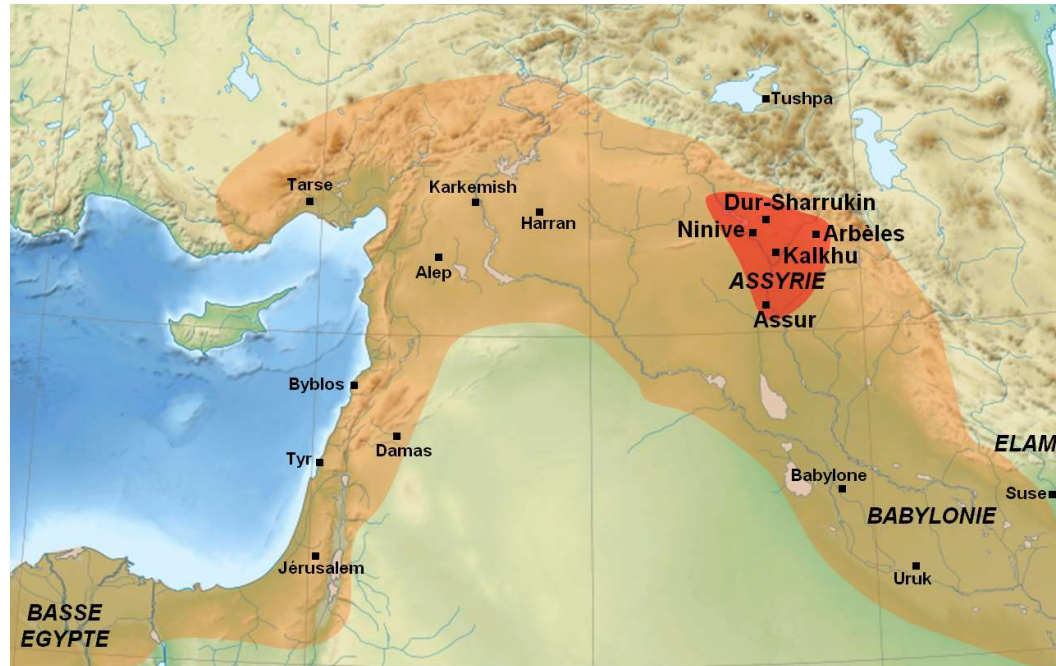 Tushpa
Tarse
Karkemish
Harran
Dur-Sharrukin
Ninive
Arbèles
Kalkhu
Alep
ASSYRIE
Assur
Byblos
Damas
ELAM
Tyr
Babylone
Suse
BABYLONIE
Jérusalem
Uruk
BASSE
EGYPTE